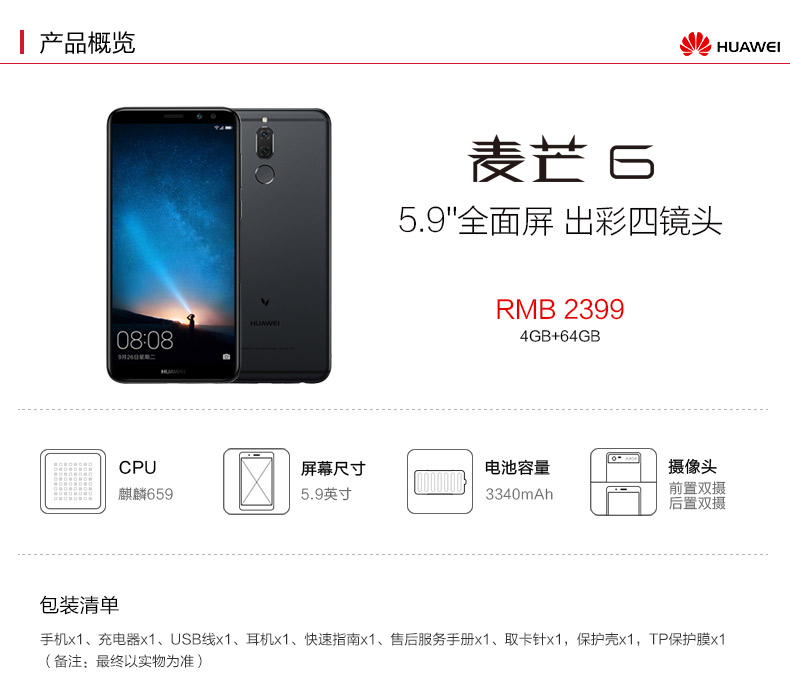 产品概览
HUAWEI
麦芒 6
5.9"全面屏 出彩四镜头
RMB 2399
4GB+64GB
08:08
9月26日星期二
HUAWEI
HUAWEI
CPU
麒麟659
屏幕尺寸
5.9英寸
电池容量
3340mAh
摄像头
前置双摄
后置双摄
包装清单
手机x1、充电器x1、USB线x1、耳机x1、快速指南x1、售后服务手册x1、取卡针x1，保护壳x1，TP保护膜x1
（备注：最终以实物为准）